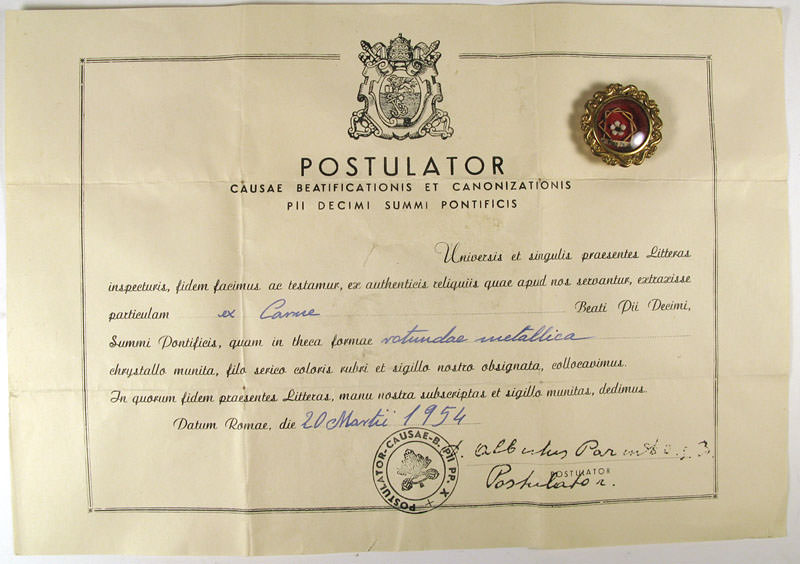 POSTULATOR
CAUSAE BEATIFICATIONIS ET CANONIZATIONIS
PII DECIMI SUMMI PONTIFICIS
Universis et singulis praesentes Litteras
inspecturis, fidem facimus ac testamur, ex authenticis reliquiis quae apud nos servantur, extraxisse
particulam ex Carne Beati Pii Decimi,
Summi Pontificis, quam in theca formae rotundae metallica
chrystallo munita, filo serico coloris rubri et sigillo nostro obsignata, collocavimus.
In quorum fidem praesentes Litteras, manu nostra subscriptas et sigillo munitas, dedimus.
Datum Romae, die 20 Martii 1954
POSTULATOR-CAUSAE-B.(PII PP. X +
Albertus
POSTULATOR
Postulator.